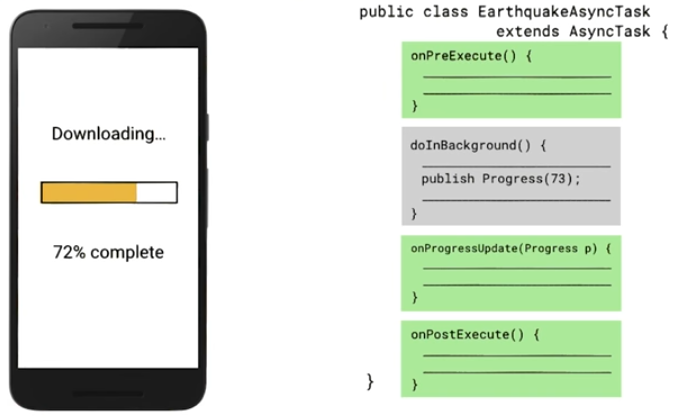 Downloading...
72% complete
public class EarthquakeAsyncTask
extends AsyncTask {
onPreExecute() {
}
doInBackground() {
publish Progress(73);
}
onProgressUpdate(Progress p) {
}
onPostExecute() {
}
}